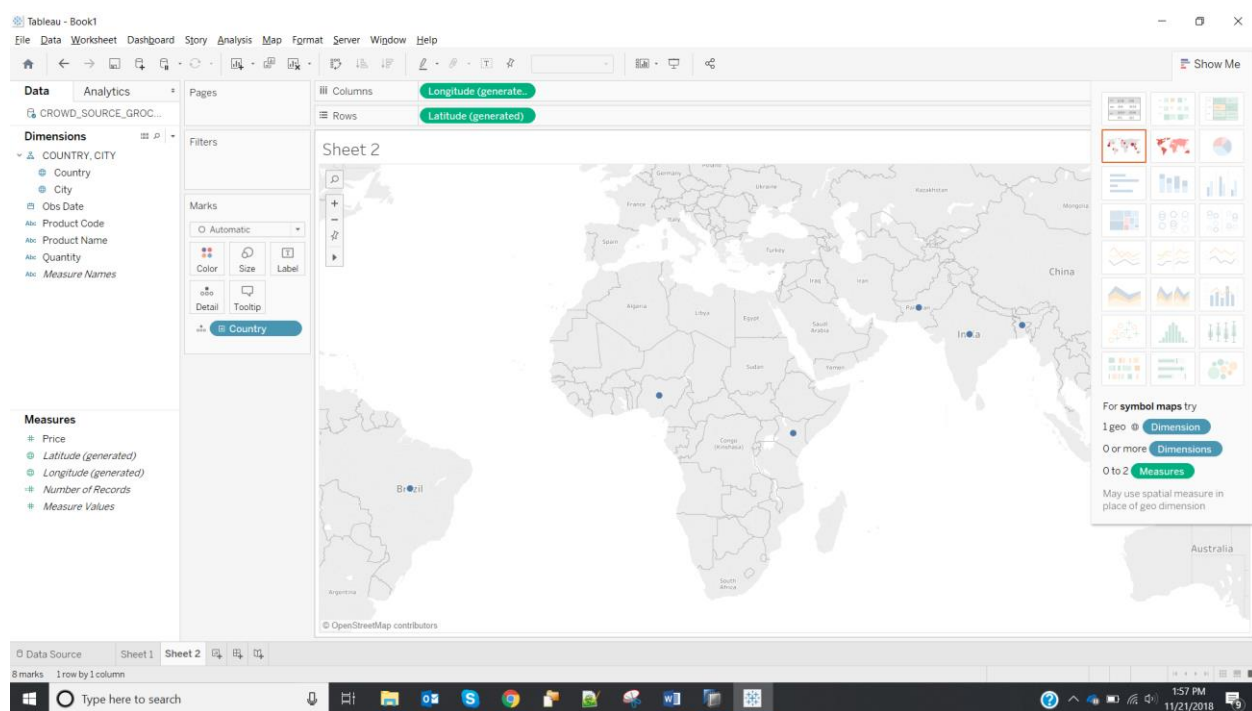 Tableau - Book1
File Data Worksheet Dashboard Story Analysis Map Format Server Window Help
Show Me
Data Analytics
CROWD_SOURCE_GROC...
Dimensions
COUNTRY, CITY
Country
City
Obs Date
Abc Product Code
Abc Product Name
Abc Quantity
Abc Measure Names
Measures
# Price
Latitude (generated)
Longitude (generated)
=# Number of Records
# Measure Values
Pages
Filters
Marks
Automatic
Color Size Label
Detail Tooltip
Country
Columns Longitude (generate..
Rows Latitude (generated)
Sheet 2
Poland
Germany
Ukraine
Kazakhstan
Mongolia
France
Italy
Spain
Turkey
China
Iraq
Iran
Algeria
Libya
Egypt
Saudi
Arabia
India
Sudan
Yemen
Congo
(Kinshasa)
Brazil
South
Africa
Argentina
Australia
© OpenStreetMap contributors
For symbol maps try
1 geo Dimension
0 or more Dimensions
0 to 2 Measures
May use spatial measure in
place of geo dimension
Data Source Sheet 1 Sheet 2
8 marks 1 row by 1 column
Type here to search
1:57 PM
11/21/2018